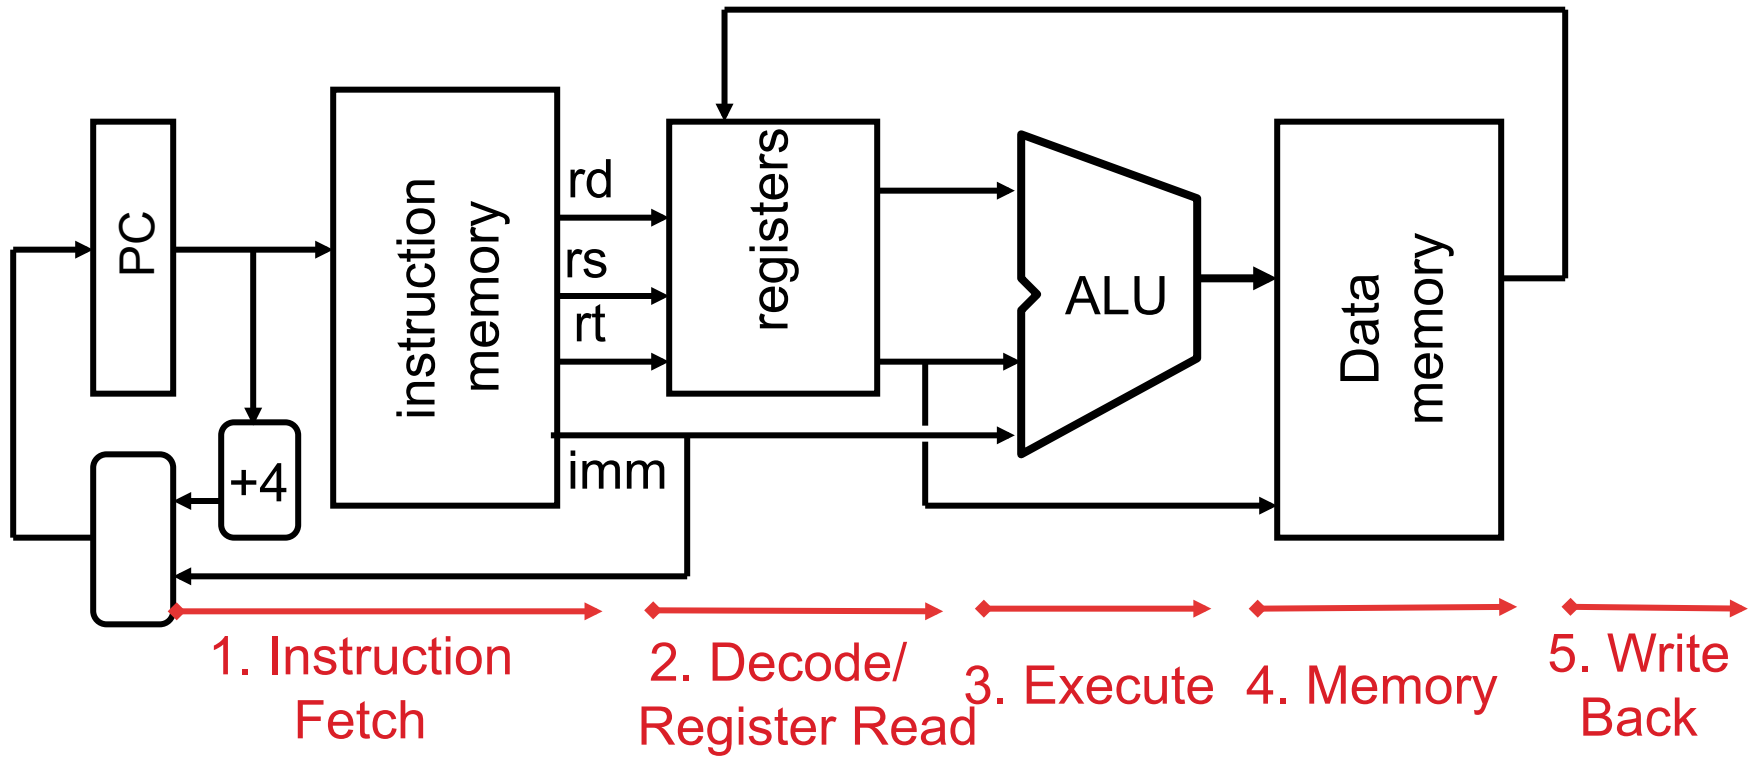 PC
+4
instruction
memory
rd
rs
rt
imm
registers
ALU
Data
memory
1. Instruction
Fetch
2. Decode/
Register Read
3. Execute
4. Memory
5. Write
Back